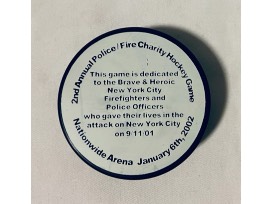 2nd Annual Police/Fire Charity Hockey Game
This game is dedicated
to the Brave & Heroic
New York City
Firefighters and
Police Officers
who gave their lives in the
attack on New York City
on 9-11-01
Nationwide Arena January 6th, 2002